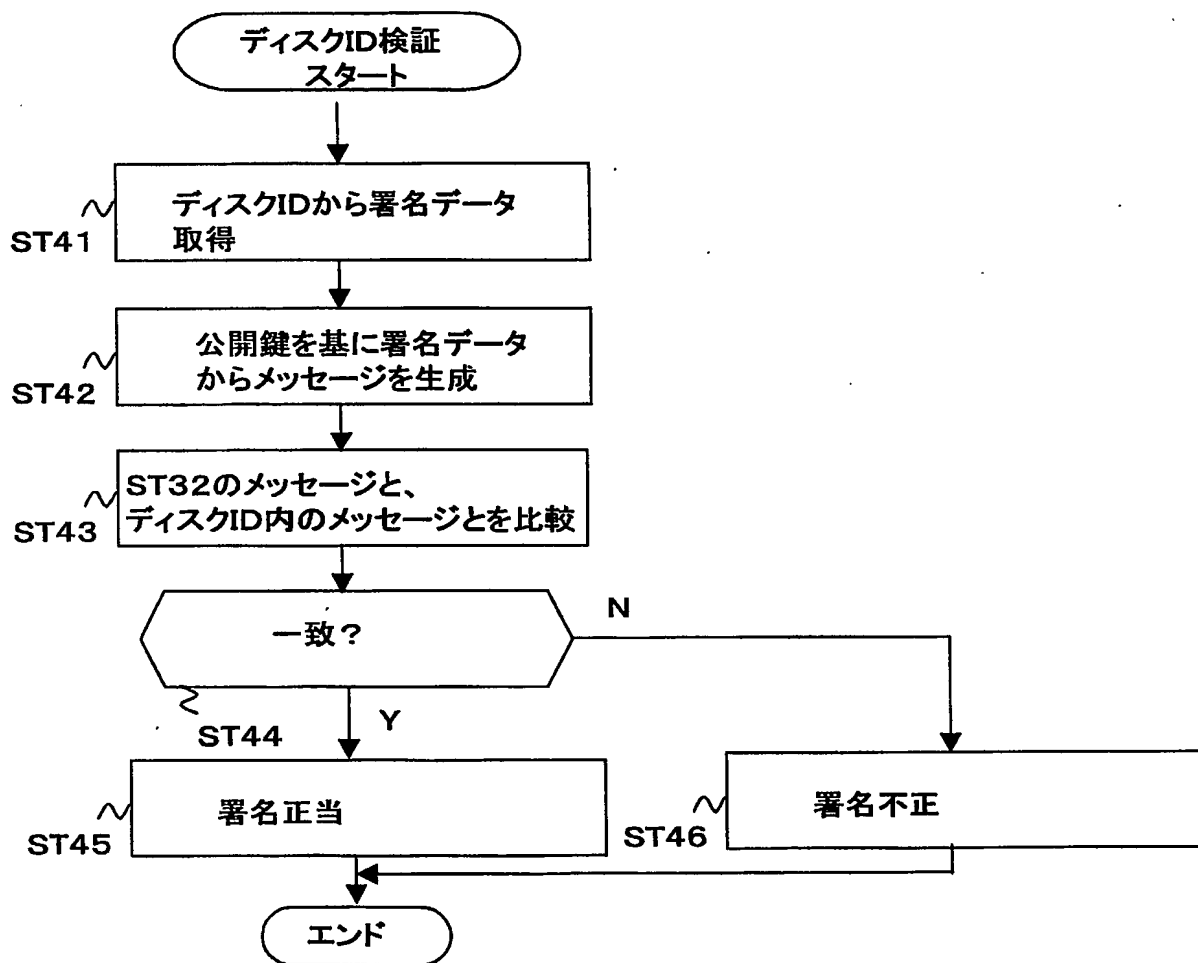 ディスクID検証
スタート
ディスクIDから署名データ
取得
ST41
公開鍵を基に署名データ
からメッセージを生成
ST42
ST32のメッセージと、
ディスクID内のメッセージとを比較
ST43
一致？
N
Y
ST44
署名正当
ST45
署名不正
ST46
エンド